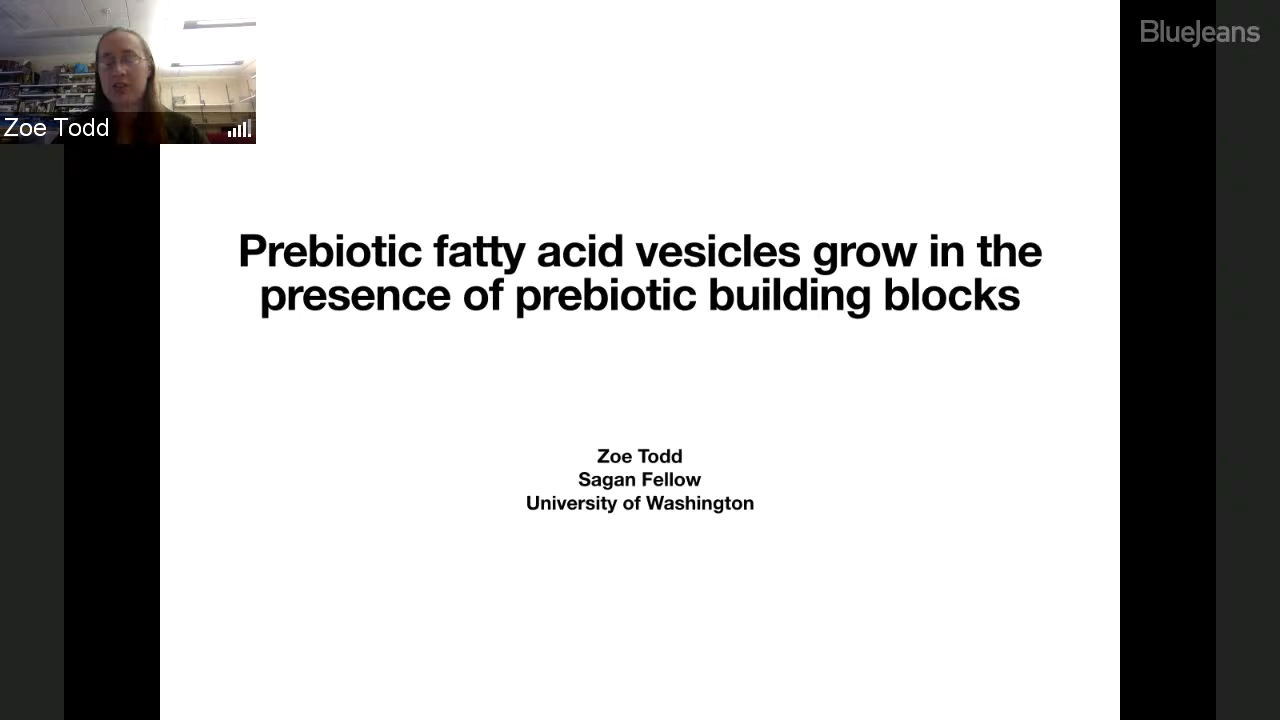 BlueJeans
Zoe Todd
Prebiotic fatty acid vesicles grow in the
presence of prebiotic building blocks
Zoe Todd
Sagan Fellow
University of Washington